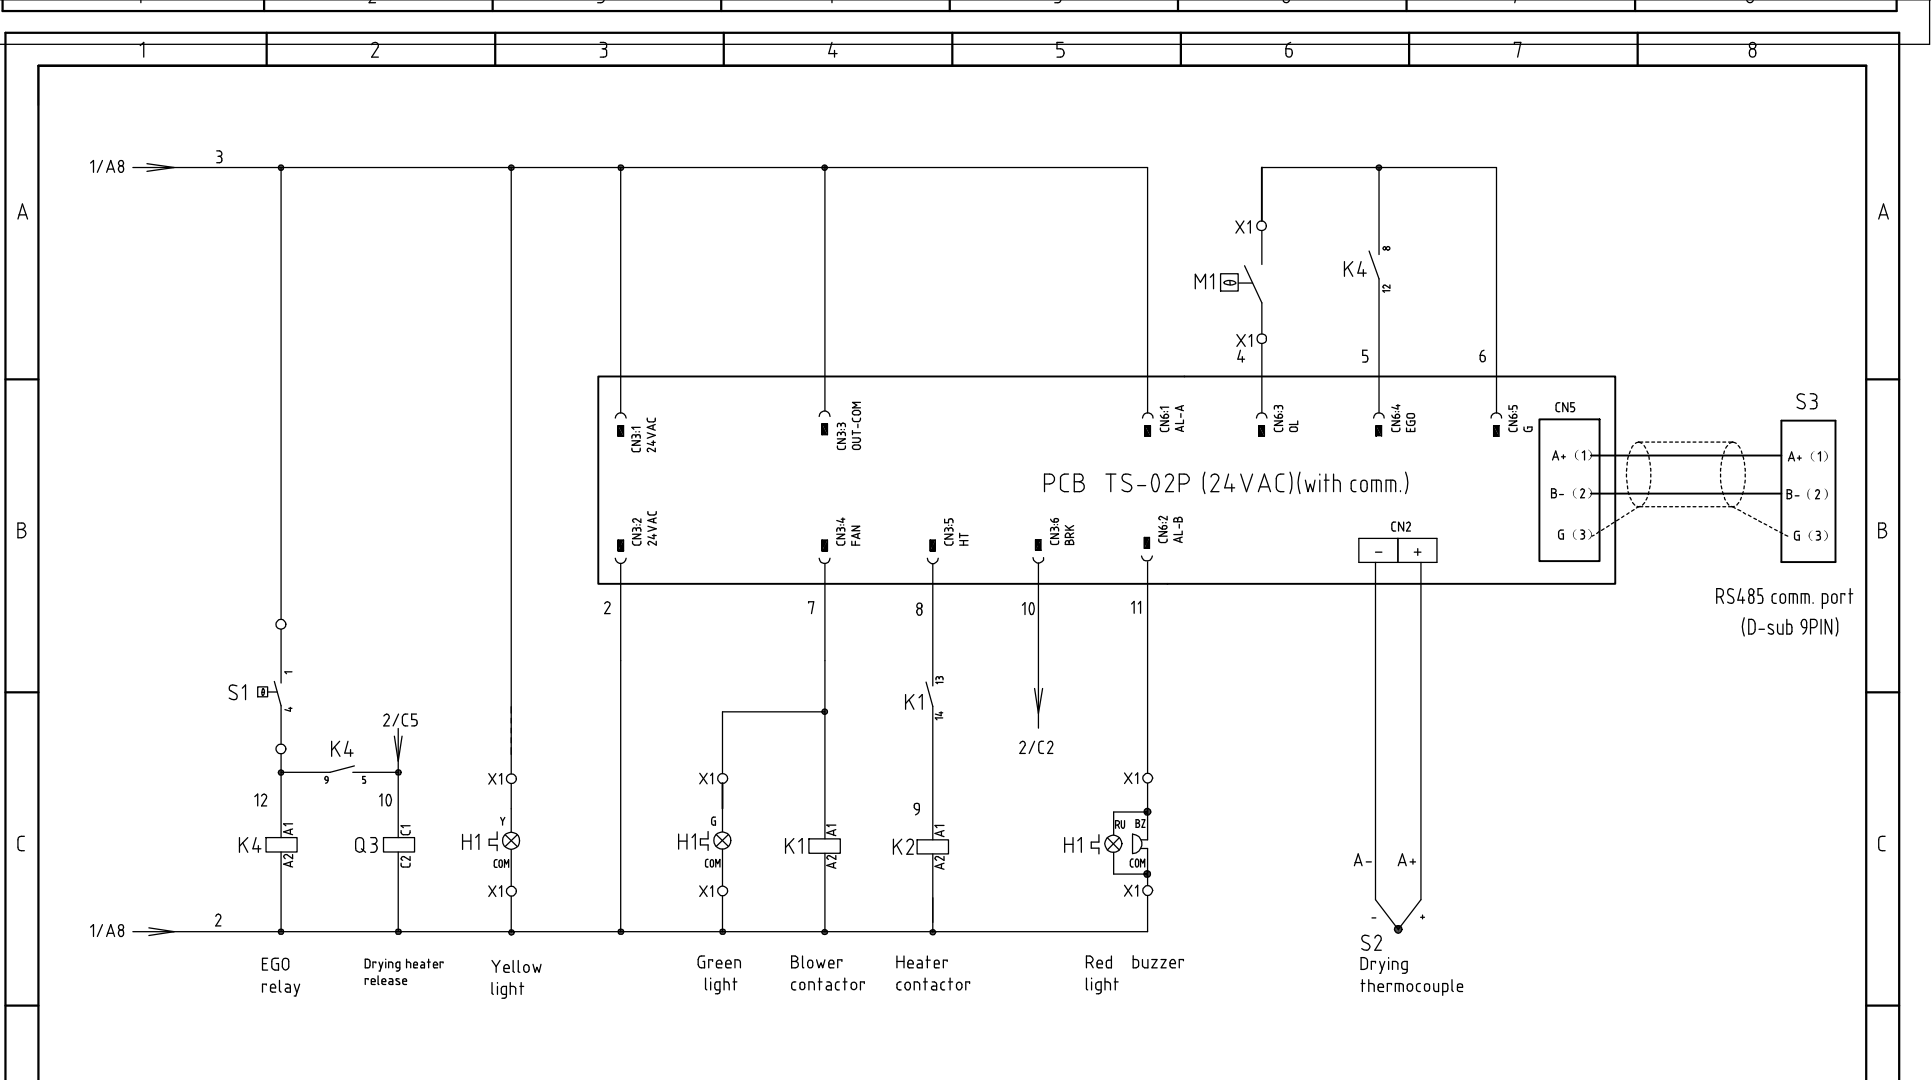 1 2 3 4 5 6 7 8
A A
B B
C C
1/A8 3
X1
M1
X1
4
K4
8
12
5
6
CN3:1
24VAC
CN3:3
OUT-COM
CN6:1
AL-A
CN6:3
OL
CN6:4
EGO
CN6:5
G
PCB TS-02P (24VAC)(with comm.)
CN3:2
24VAC
CN3:4
FAN
CN3:5
HT
CN3:6
BRK
CN6:2
AL-B
CN2
- +
CN5
A+ (1)
B- (2)
G (3)
S3
A+ (1)
B- (2)
G (3)
RS485 comm. port
(D-sub 9PIN)
2 7 8 10 11
S1
1
4
2/C5
K4
9 5
12 10
K4
A1
A2
Q3
C1
C2
X1
Y
H1
COM
X1
X1
G
H1
COM
X1
K1
A1
A2
K1
13
14
9
K2
A1
A2
2/C2
X1
RU BZ
H1
COM
X1
A- A+
- +
S2
Drying
thermocouple
1/A8 2
EGO
relay
Drying heater
release
Yellow
light
Green
light
Blower
contactor
Heater
contactor
Red buzzer
light